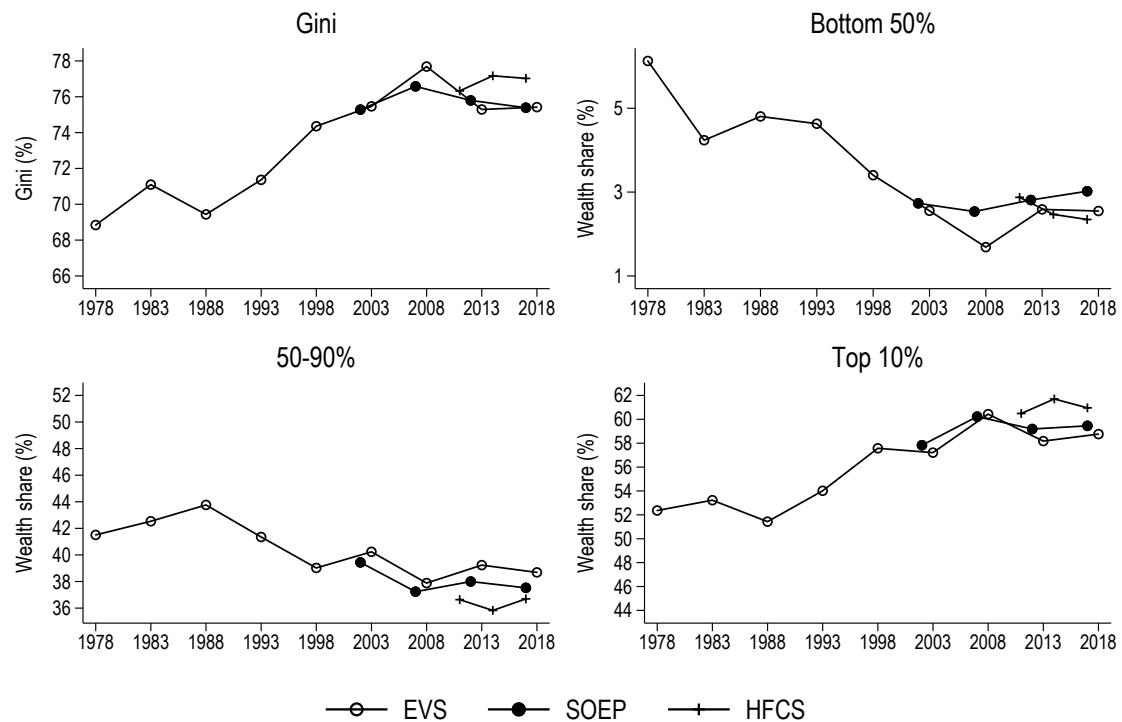 Gini
Gini (%)
78
76
74
72
70
68
66
1978 1983 1988 1993 1998 2003 2008 2013 2018
Bottom 50%
Wealth share (%)
5
3
1
1978 1983 1988 1993 1998 2003 2008 2013 2018
50-90%
Wealth share (%)
52
50
48
46
44
42
40
38
36
1978 1983 1988 1993 1998 2003 2008 2013 2018
Top 10%
Wealth share (%)
62
60
58
56
54
52
50
48
46
44
1978 1983 1988 1993 1998 2003 2008 2013 2018
EVS SOEP HFCS